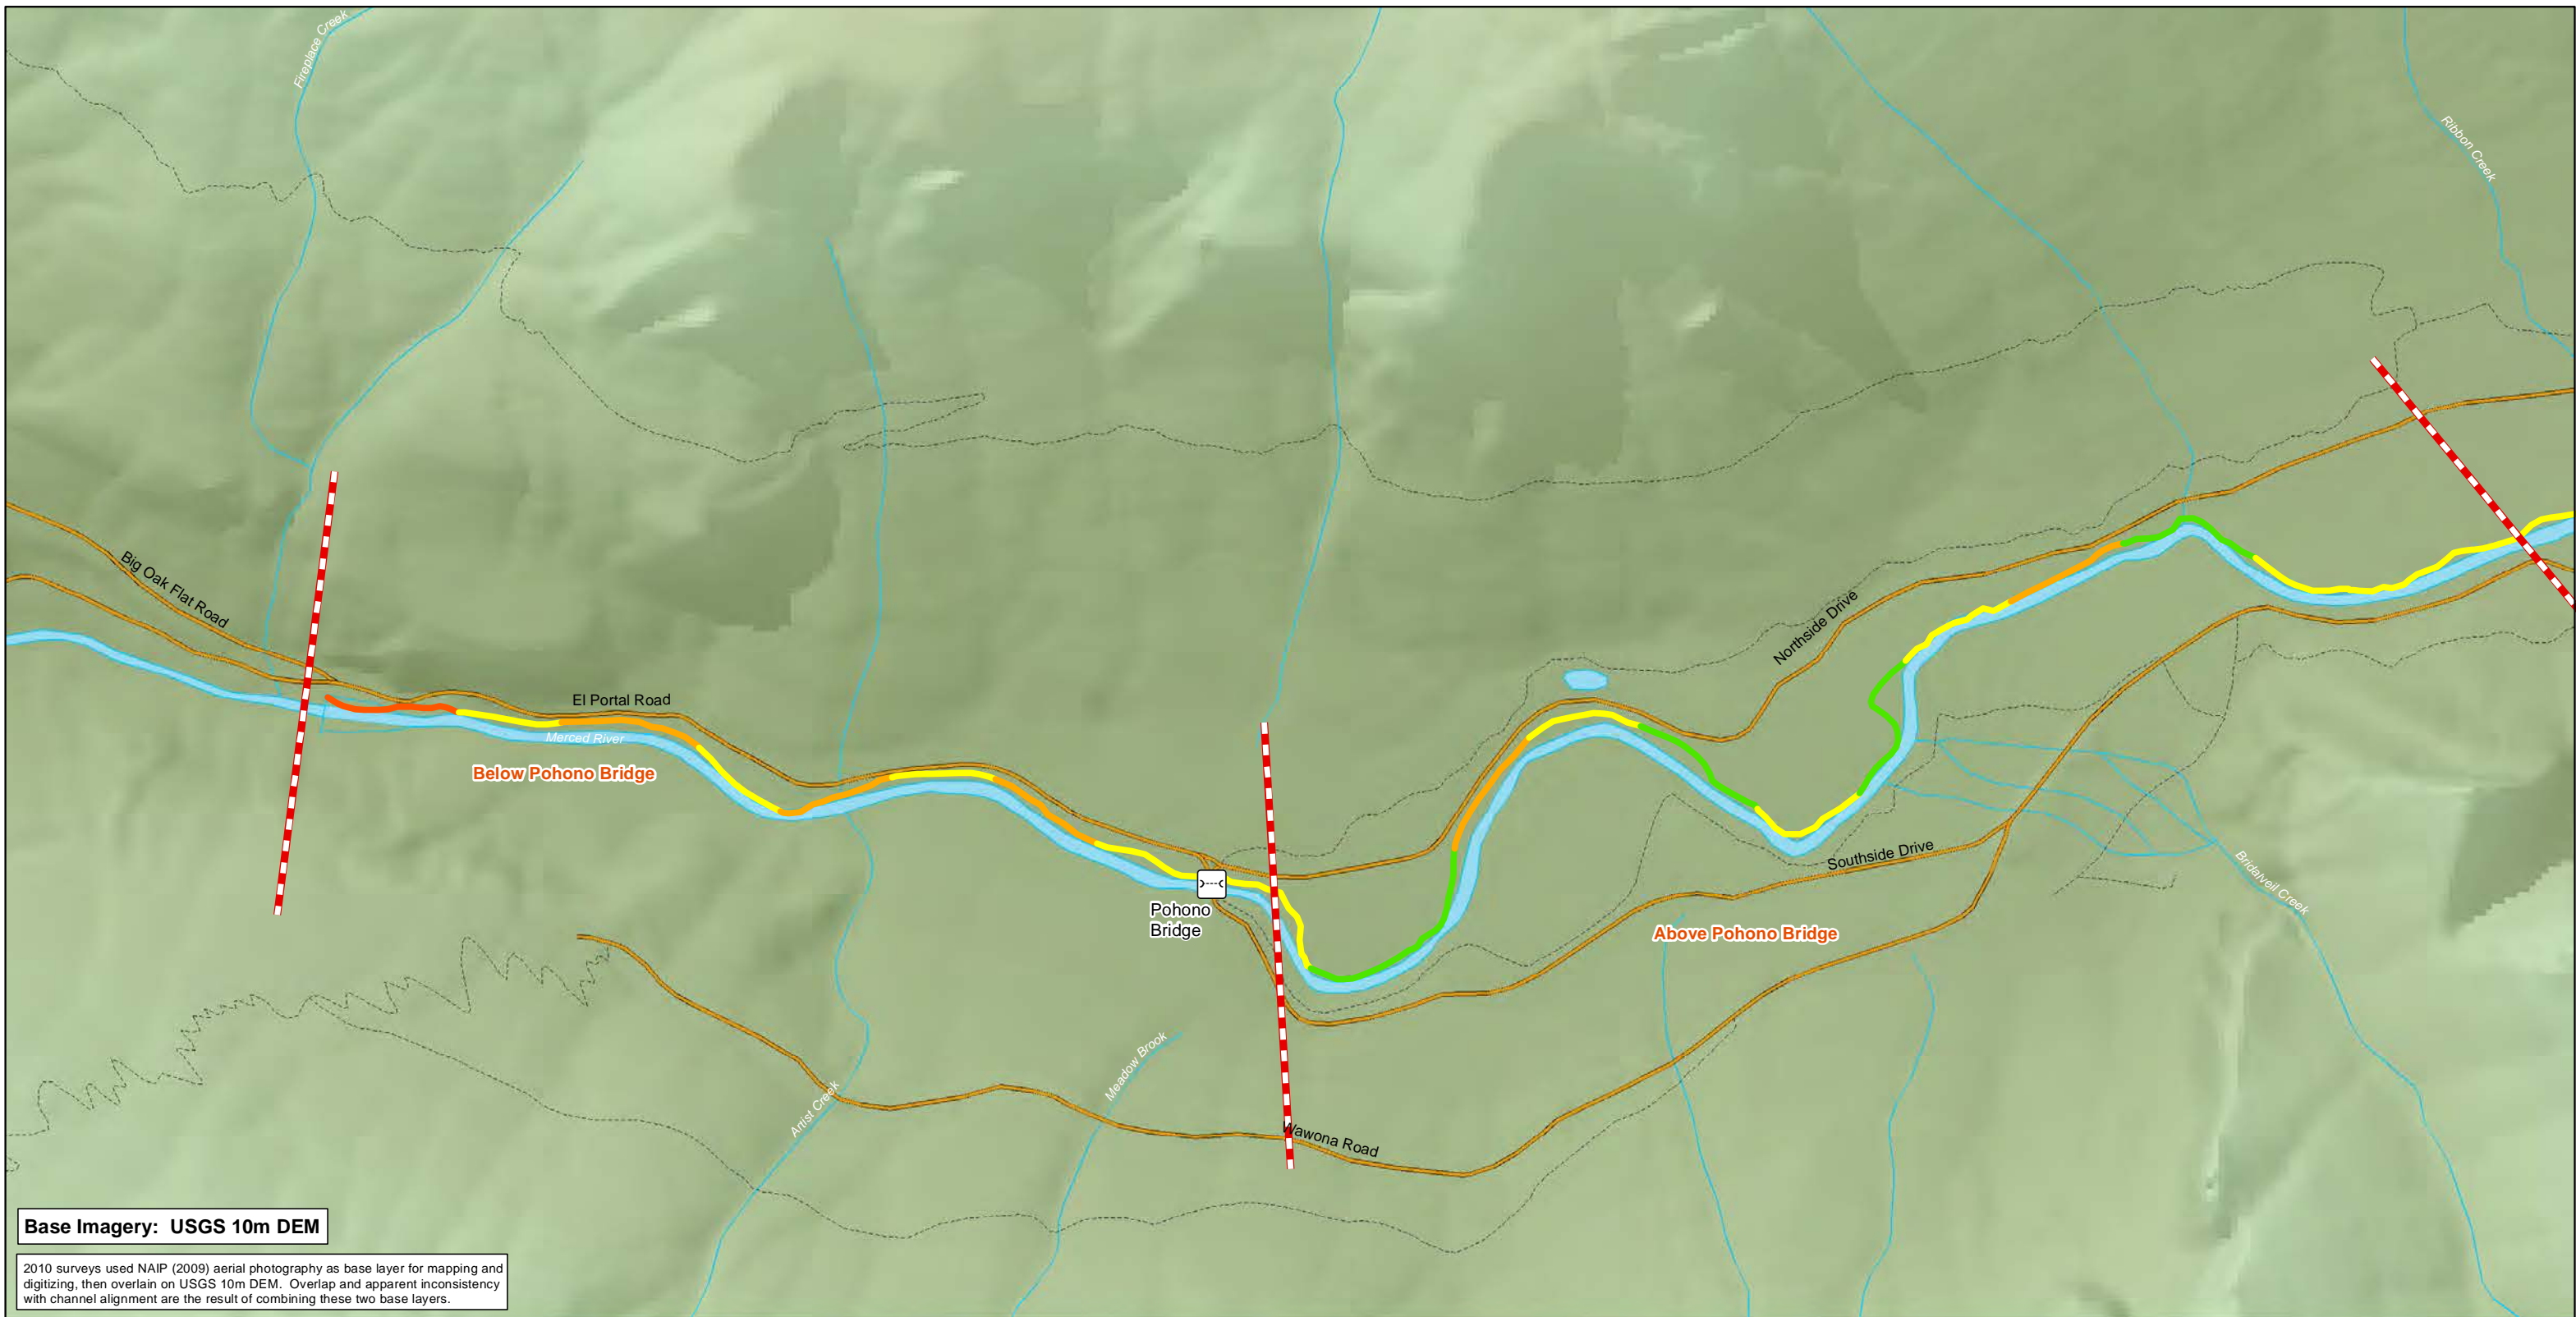 Fireplace Creek
Ribbon Creek
Big Oak Flat Road
El Portal Road
Merced River
Below Pohono Bridge
Northside Drive
Southside Drive
Pohono
Bridge
Above Pohono Bridge
Bridalveil Creek
Meadow Brook
Artist Creek
Wawona Road
Base Imagery: USGS 10m DEM
2010 surveys used NAIP (2009) aerial photography as base layer for mapping and
digitizing, then overlain on USGS 10m DEM. Overlap and apparent inconsistency
with channel alignment are the result of combining these two base layers.